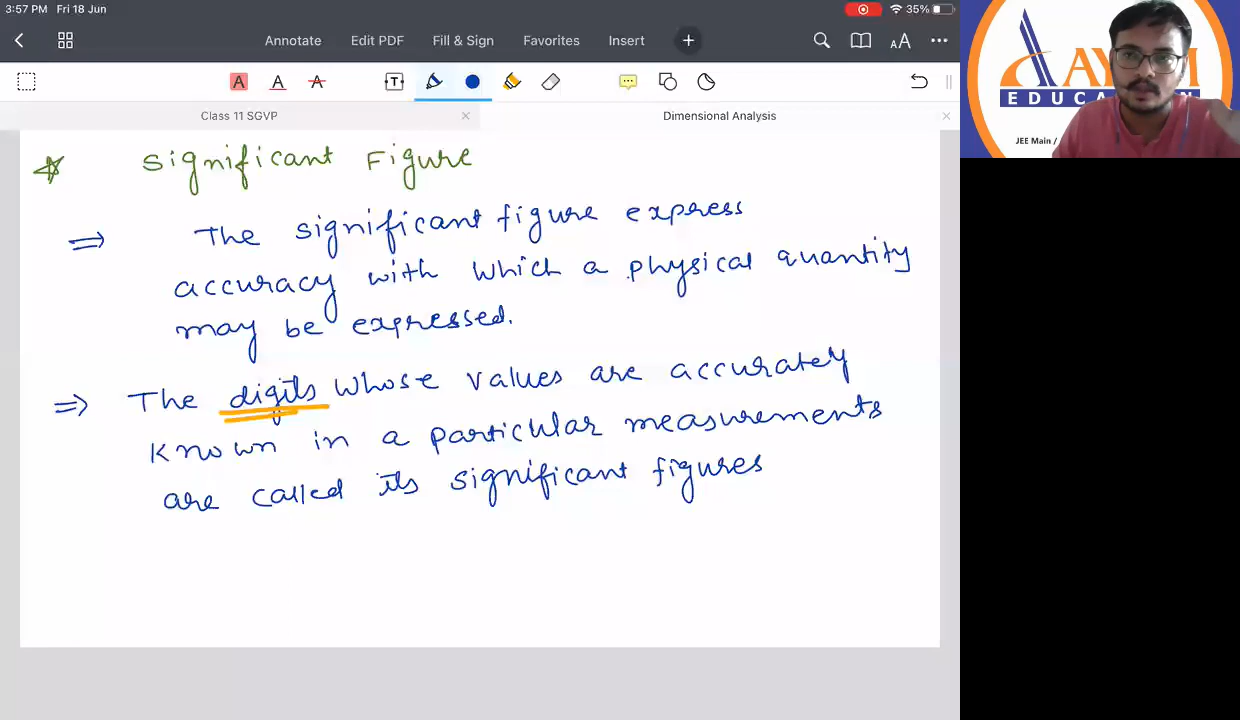 3:57 PM Fri 18 Jun
35%
Annotate Edit PDF Fill & Sign Favorites Insert
Class 11 SGVP
Dimensional Analysis
Significant Figure
The significant figure express
accuracy with which a physical quantity
may be expressed.
The digits whose values are accurately
known in a particular measurements
are called its significant figures
JEE Main /